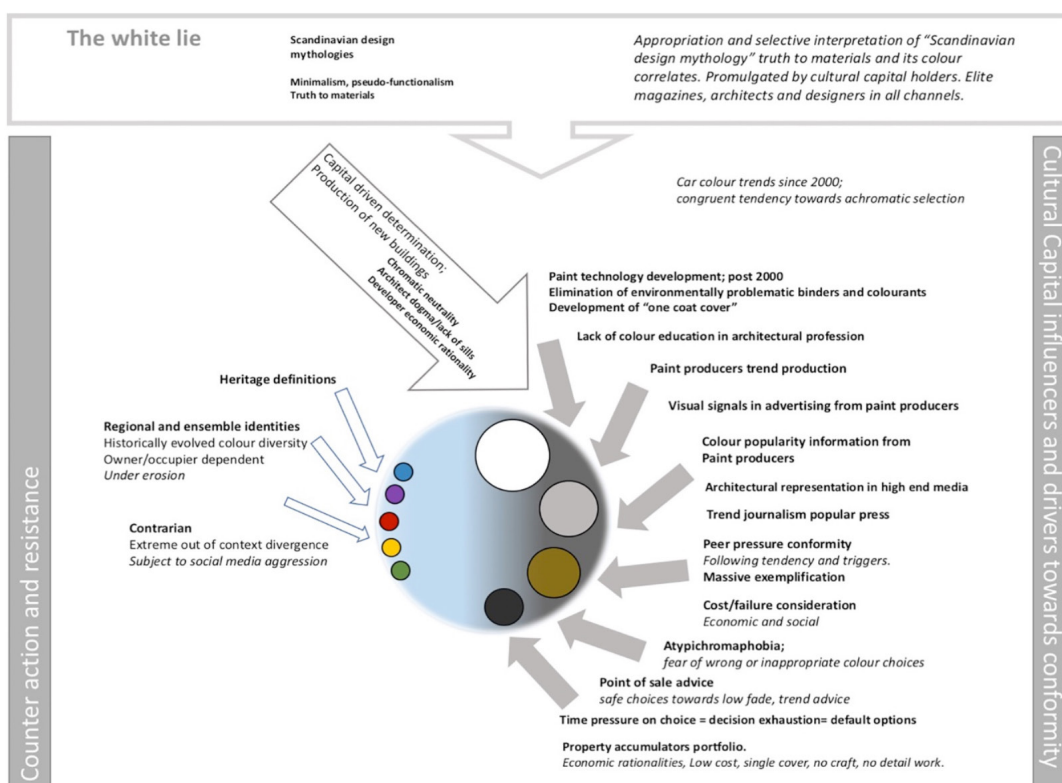 The white lie
Scandinavian design
mythologies
Minimalism, pseudo-functionalism
Truth to materials
Appropriation and selective interpretation of “Scandinavian
design mythology” truth to materials and its colour
correlates. Promulgated by cultural capital holders. Elite
magazines, architects and designers in all channels.
Counter action and resistance
Cultural Capital influencers and drivers towards conformity
Car colour trends since 2000;
congruent tendency towards achromatic selection
Capital driven determination;
Production of new buildings
Chromatic neutrality
Architect dogma/lack of sills
Developer economic rationality
Paint technology development; post 2000
Elimination of environmentally problematic binders and colourants
Development of “one coat cover”
Lack of colour education in architectural profession
Paint producers trend production
Visual signals in advertising from paint producers
Colour popularity information from
Paint producers
Architectural representation in high end media
Trend journalism popular press
Peer pressure conformity
Following tendency and triggers.
Massive exemplification
Cost/failure consideration
Economic and social
Atypichromaphobia;
fear of wrong or inappropriate colour choices
Point of sale advice
safe choices towards low fade, trend advice
Time pressure on choice = decision exhaustion= default options
Property accumulators portfolio.
Economic rationalities, Low cost, single cover, no craft, no detail work.
Heritage definitions
Regional and ensemble identities
Historically evolved colour diversity
Owner/occupier dependent
Under erosion
Contrarian
Extreme out of context divergence
Subject to social media aggression